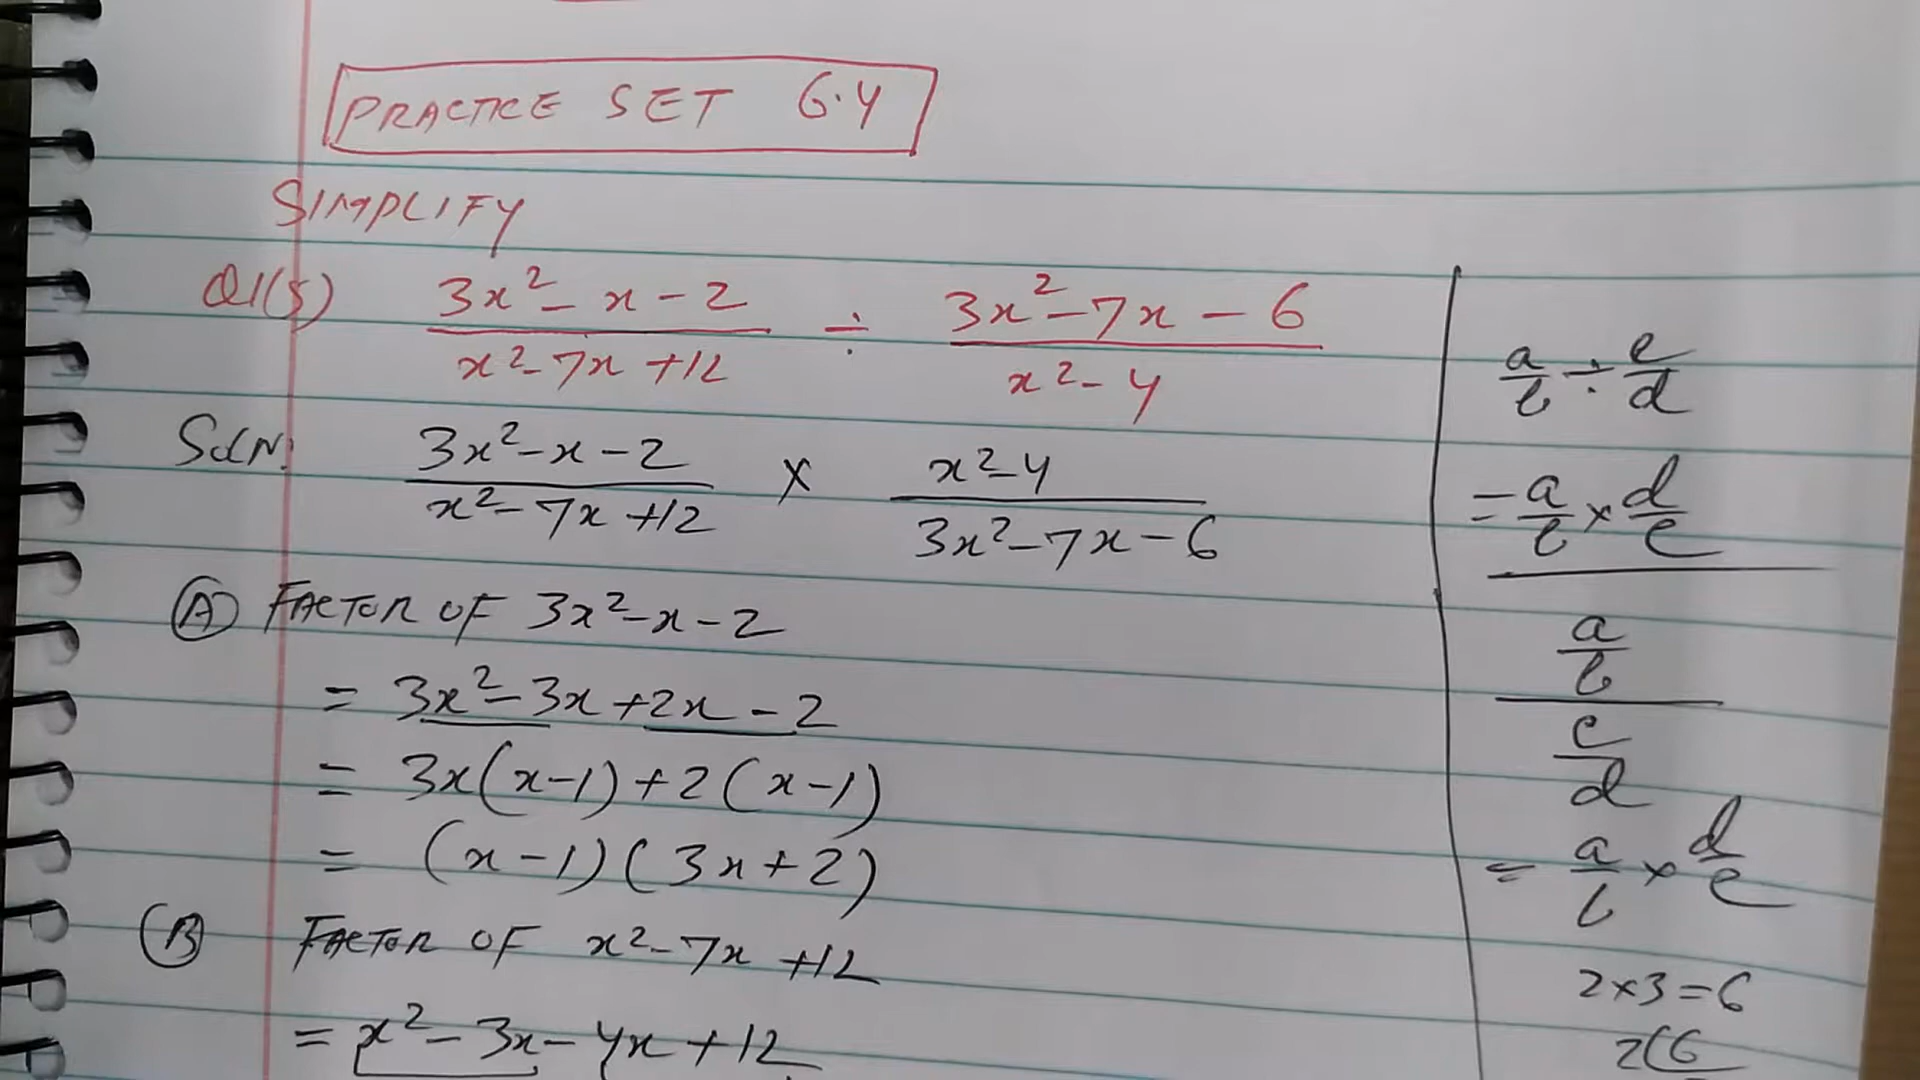 PRACTICE SET 6.4
SIMPLIFY
Q1(8) 3x²-x-2 / x²-7x+12 ÷ 3x²-7x-6 / x²-4
SOLN: 3x²-x-2 / x²-7x+12 × x²-4 / 3x²-7x-6
(A) FACTOR OF 3x²-x-2
= 3x²-3x+2x-2
= 3x(x-1)+2(x-1)
= (x-1)(3x+2)
(B) FACTOR OF x²-7x+12
= x²-3x-4x+12
a/b ÷ c/d
= a/b × d/c
a/b
c/d
= a/b × d/c
2×3=6